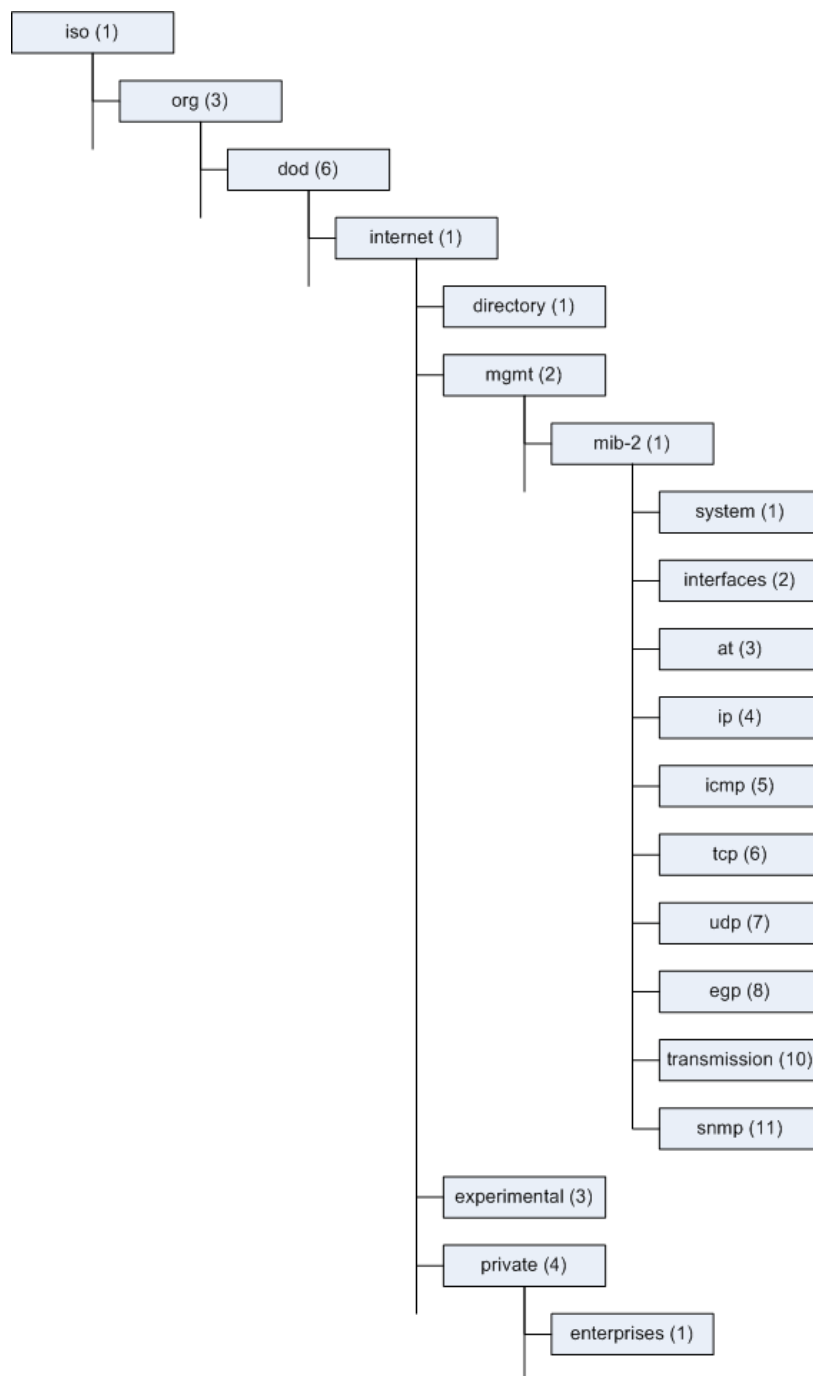 iso (1)
org (3)
dod (6)
internet (1)
directory (1)
mgmt (2)
mib-2 (1)
system (1)
interfaces (2)
at (3)
ip (4)
icmp (5)
tcp (6)
udp (7)
egp (8)
transmission (10)
snmp (11)
experimental (3)
private (4)
enterprises (1)